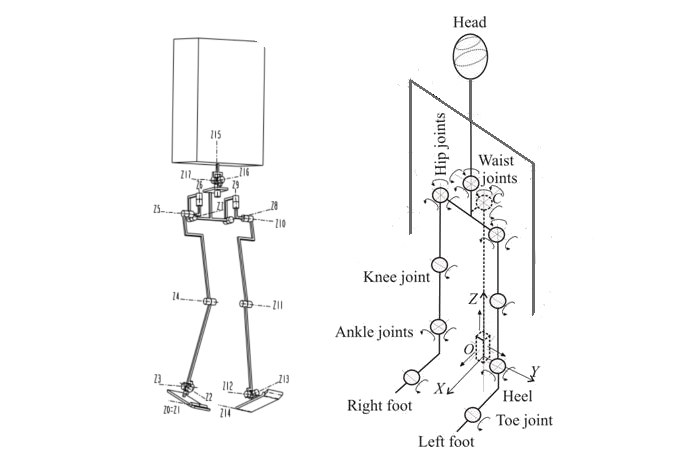 Z15
Z17
Z16
Z6
Z9
Z5
Z7
Z8
Z10
Z4
Z11
Z3
Z2
Z0=Z1
Z12
Z13
Z14
Head
Hip joints
Waist
joints
C
Knee joint
Z
Ankle joints
O
Y
X
Heel
Right foot
Toe joint
Left foot